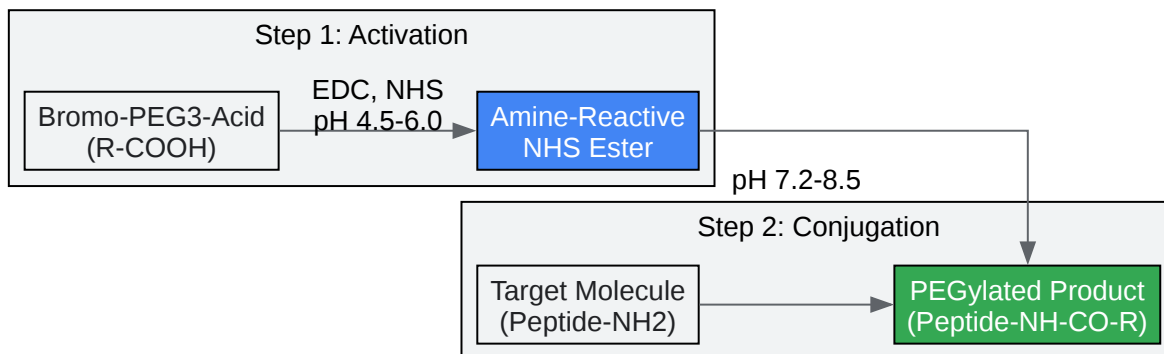 Step 1: Activation
Bromo-PEG3-Acid
(R-COOH)
EDC, NHS
pH 4.5-6.0
Amine-Reactive
NHS Ester
pH 7.2-8.5
Step 2: Conjugation
Target Molecule
(Peptide-NH2)
PEGylated Product
(Peptide-NH-CO-R)